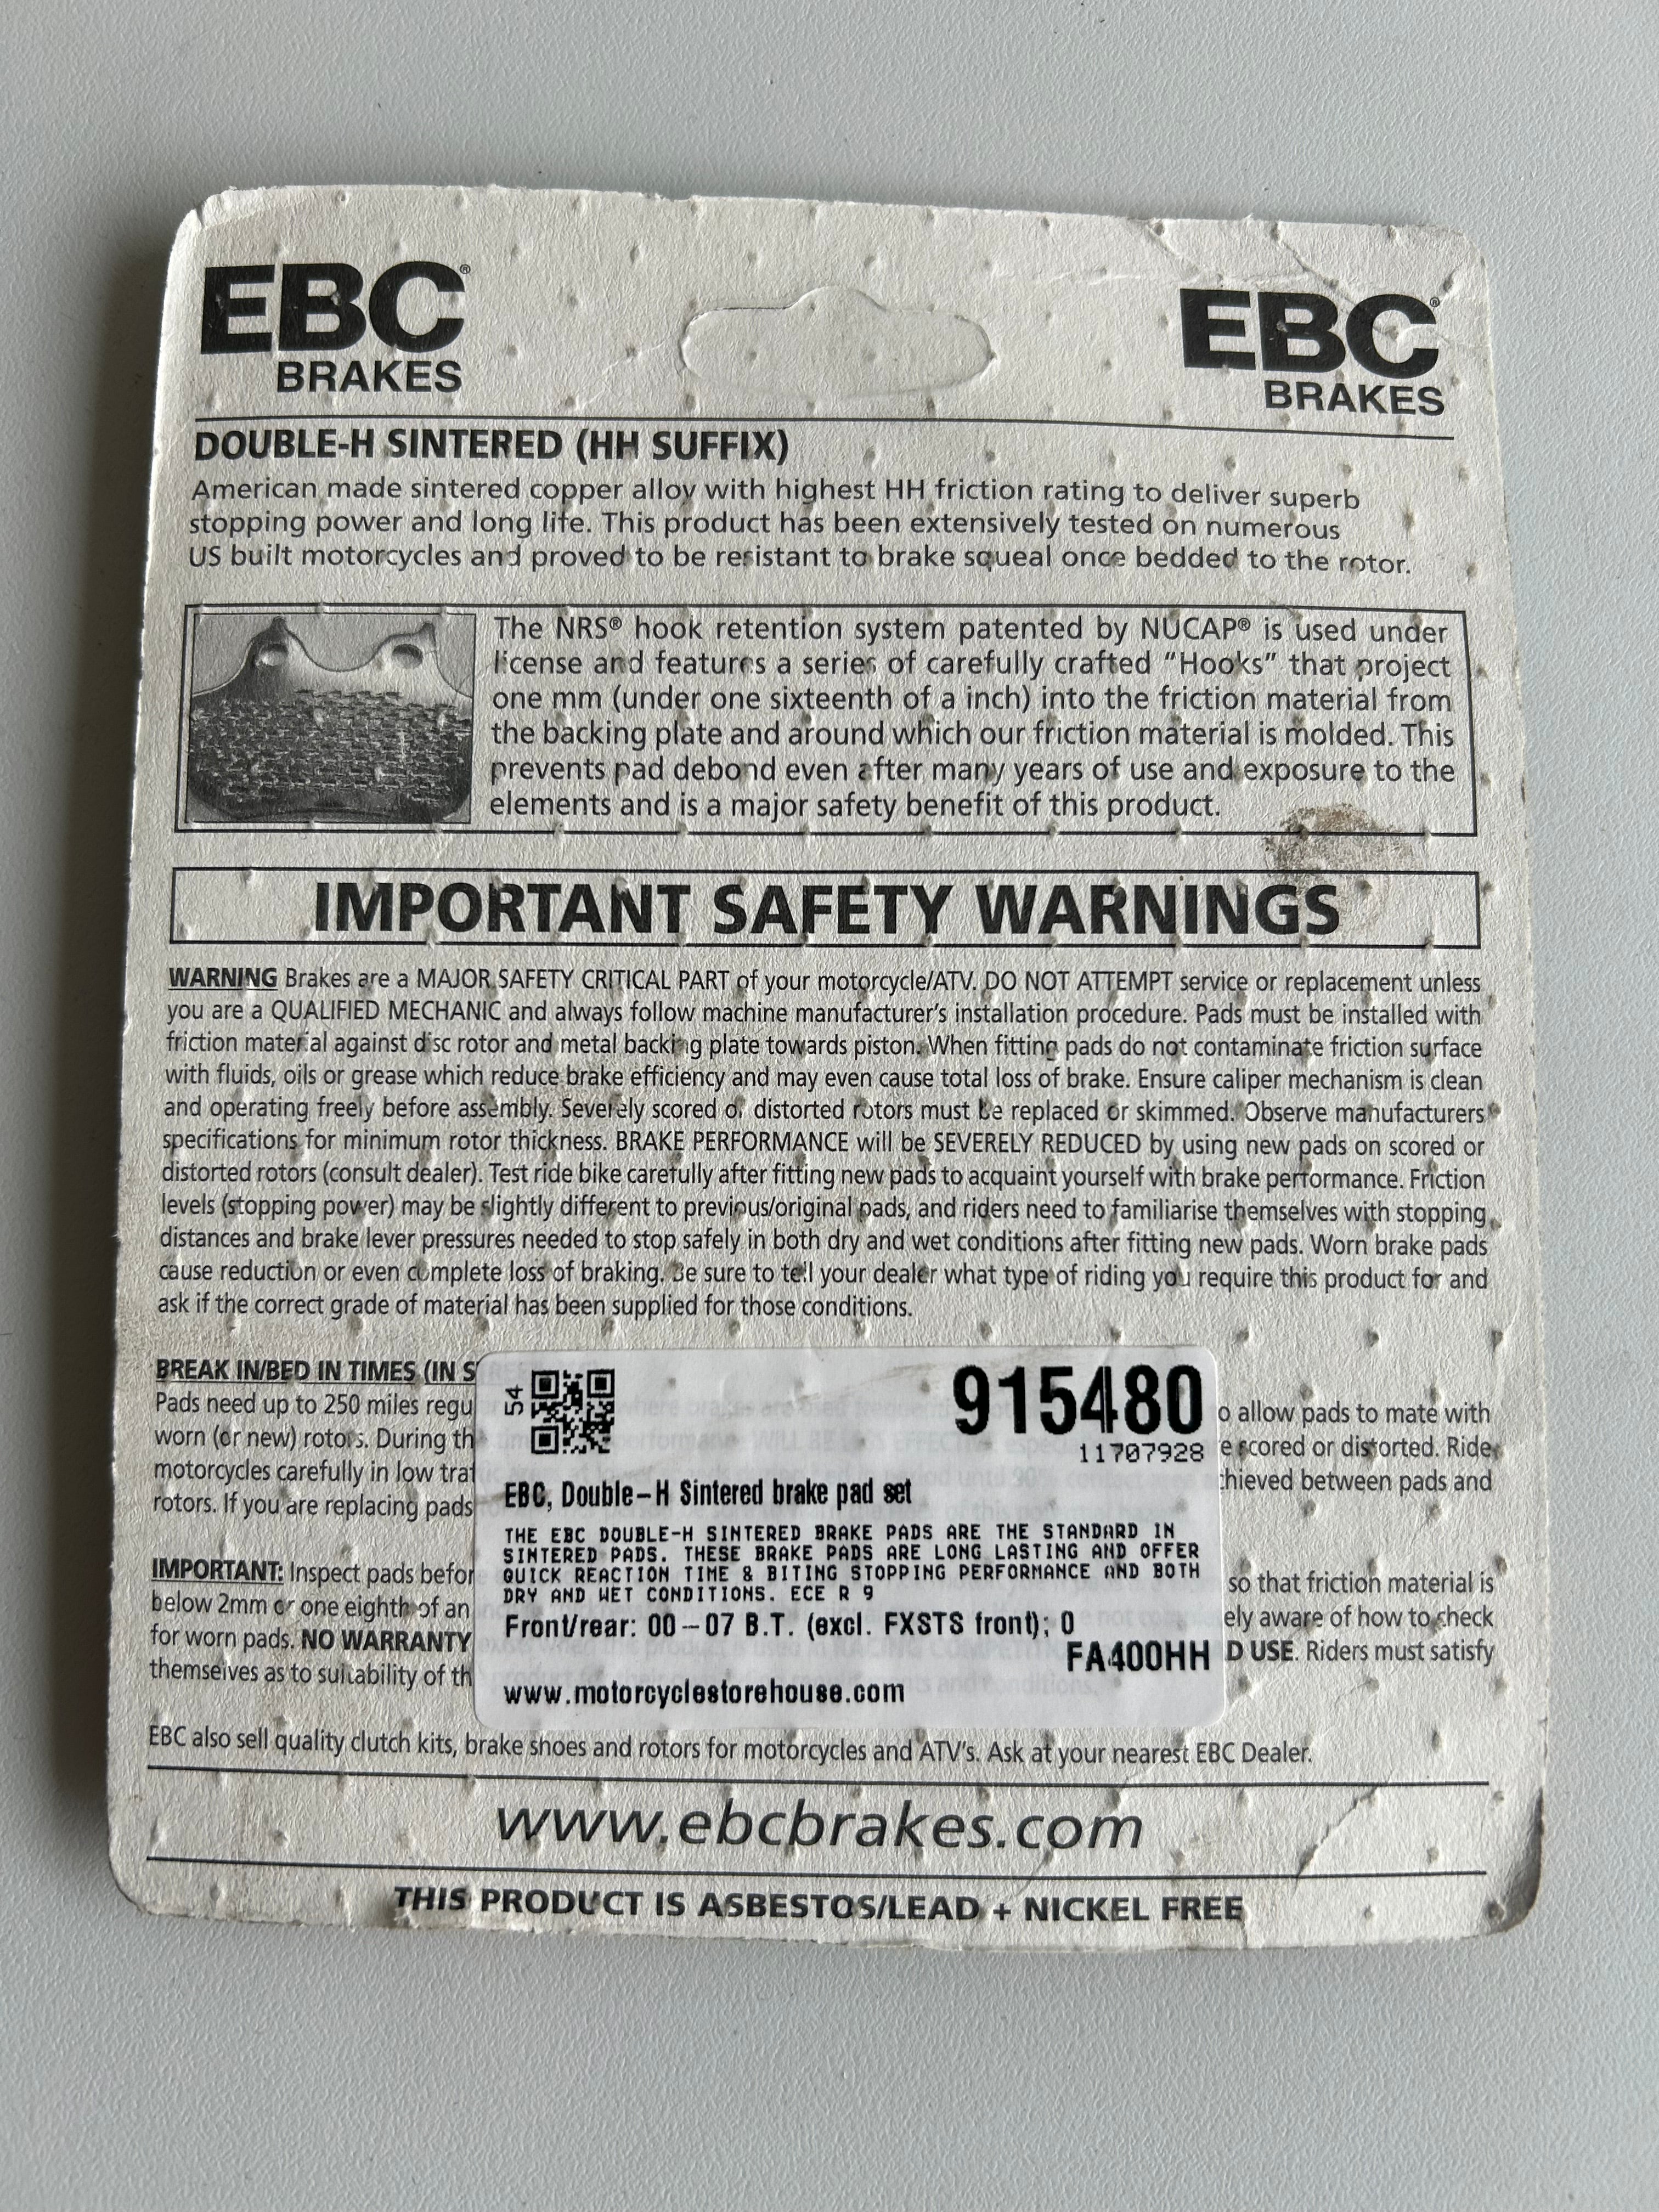 EBC®
BRAKES
EBC®
BRAKES
DOUBLE-H SINTERED (HH SUFFIX)
American made sintered copper alloy with highest HH friction rating to deliver superb
stopping power and long life. This product has been extensively tested on numerous
US built motorcycles and proved to be resistant to brake squeal once bedded to the rotor.
The NRS® hook retention system patented by NUCAP® is used under
license and features a series of carefully crafted “Hooks” that project
one mm (under one sixteenth of a inch) into the friction material from
the backing plate and around which our friction material is molded. This
prevents pad debond even after many years of use and exposure to the
elements and is a major safety benefit of this product.
IMPORTANT SAFETY WARNINGS
WARNING Brakes are a MAJOR SAFETY CRITICAL PART of your motorcycle/ATV. DO NOT ATTEMPT service or replacement unless
you are a QUALIFIED MECHANIC and always follow machine manufacturer's installation procedure. Pads must be installed with
friction material against disc rotor and metal backing plate towards piston. When fitting pads do not contaminate friction surface
with fluids, oils or grease which reduce brake efficiency and may even cause total loss of brake. Ensure caliper mechanism is clean
and operating freely before assembly. Severely scored or distorted rotors must be replaced or skimmed. Observe manufacturers
specifications for minimum rotor thickness. BRAKE PERFORMANCE will be SEVERELY REDUCED by using new pads on scored or
distorted rotors (consult dealer). Test ride bike carefully after fitting new pads to acquaint yourself with brake performance. Friction
levels (stopping power) may be slightly different to previous/original pads, and riders need to familiarise themselves with stopping
distances and brake lever pressures needed to stop safely in both dry and wet conditions after fitting new pads. Worn brake pads
cause reduction or even complete loss of braking. Be sure to tell your dealer what type of riding you require this product for and
ask if the correct grade of material has been supplied for those conditions.
BREAK IN/BED IN TIMES (IN S
Pads need up to 250 miles regu
o allow pads to mate with
worn (or new) rotors. During th
e scored or distorted. Ride
motorcycles carefully in low traf
chieved between pads and
rotors. If you are replacing pads
IMPORTANT: Inspect pads befor
so that friction material is
below 2mm or one eighth of an
ely aware of how to check
for worn pads. NO WARRANTY
D USE. Riders must satisfy
themselves as to suitability of th
54
915480
11707928
EBC, Double-H Sintered brake pad set
THE EBC DOUBLE-H SINTERED BRAKE PADS ARE THE STANDARD IN
SINTERED PADS. THESE BRAKE PADS ARE LONG LASTING AND OFFER
QUICK REACTION TIME & BITING STOPPING PERFORMANCE AND BOTH
DRY AND WET CONDITIONS. ECE R 9
Front/rear: 00-07 B.T. (excl. FXSTS front); 0
FA400HH
www.motorcyclestorehouse.com
EBC also sell quality clutch kits, brake shoes and rotors for motorcycles and ATV's. Ask at your nearest EBC Dealer.
www.ebcbrakes.com
THIS PRODUCT IS ASBESTOS/LEAD + NICKEL FREE